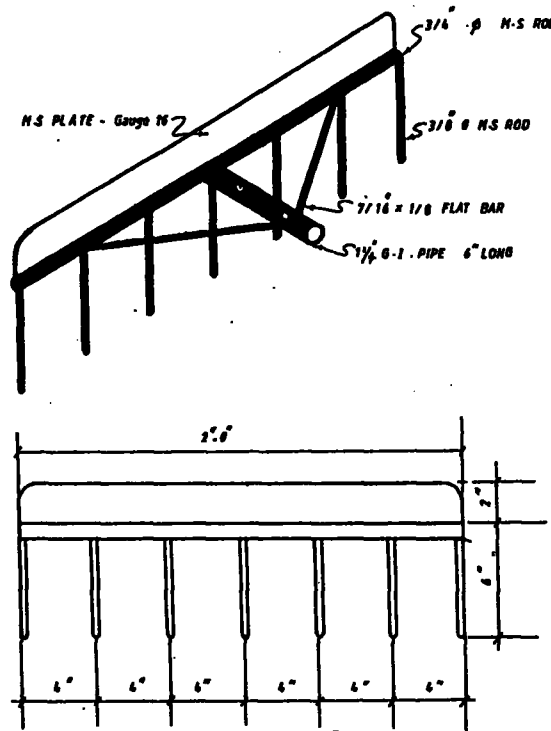 3/4" ø M·S ROD
M·S PLATE - Gauge 16
3/8 ø M·S ROD
7/16" × 1/8 FLAT BAR
1¼" G·I·PIPE 6" LONG
2'-0"
2"
6"
4" 4" 4" 4" 4" 4"